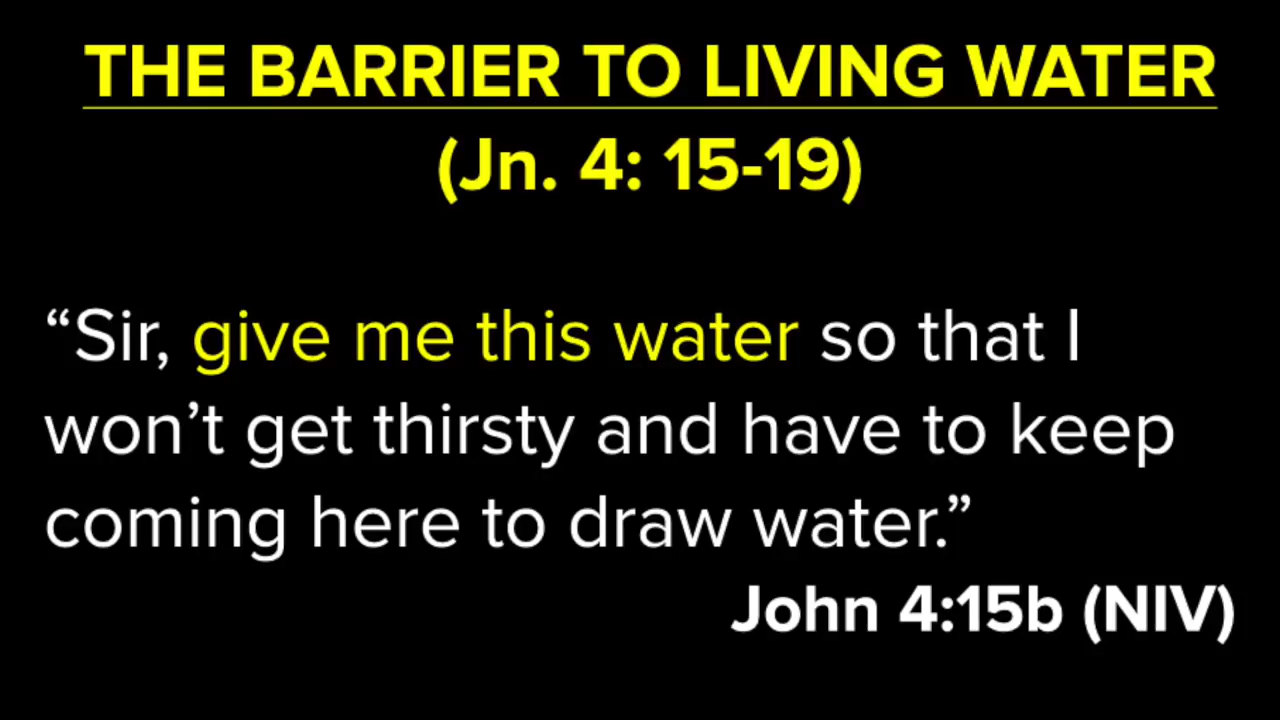 THE BARRIER TO LIVING WATER
(Jn. 4: 15-19)
“Sir, give me this water so that I
won’t get thirsty and have to keep
coming here to draw water.”
John 4:15b (NIV)